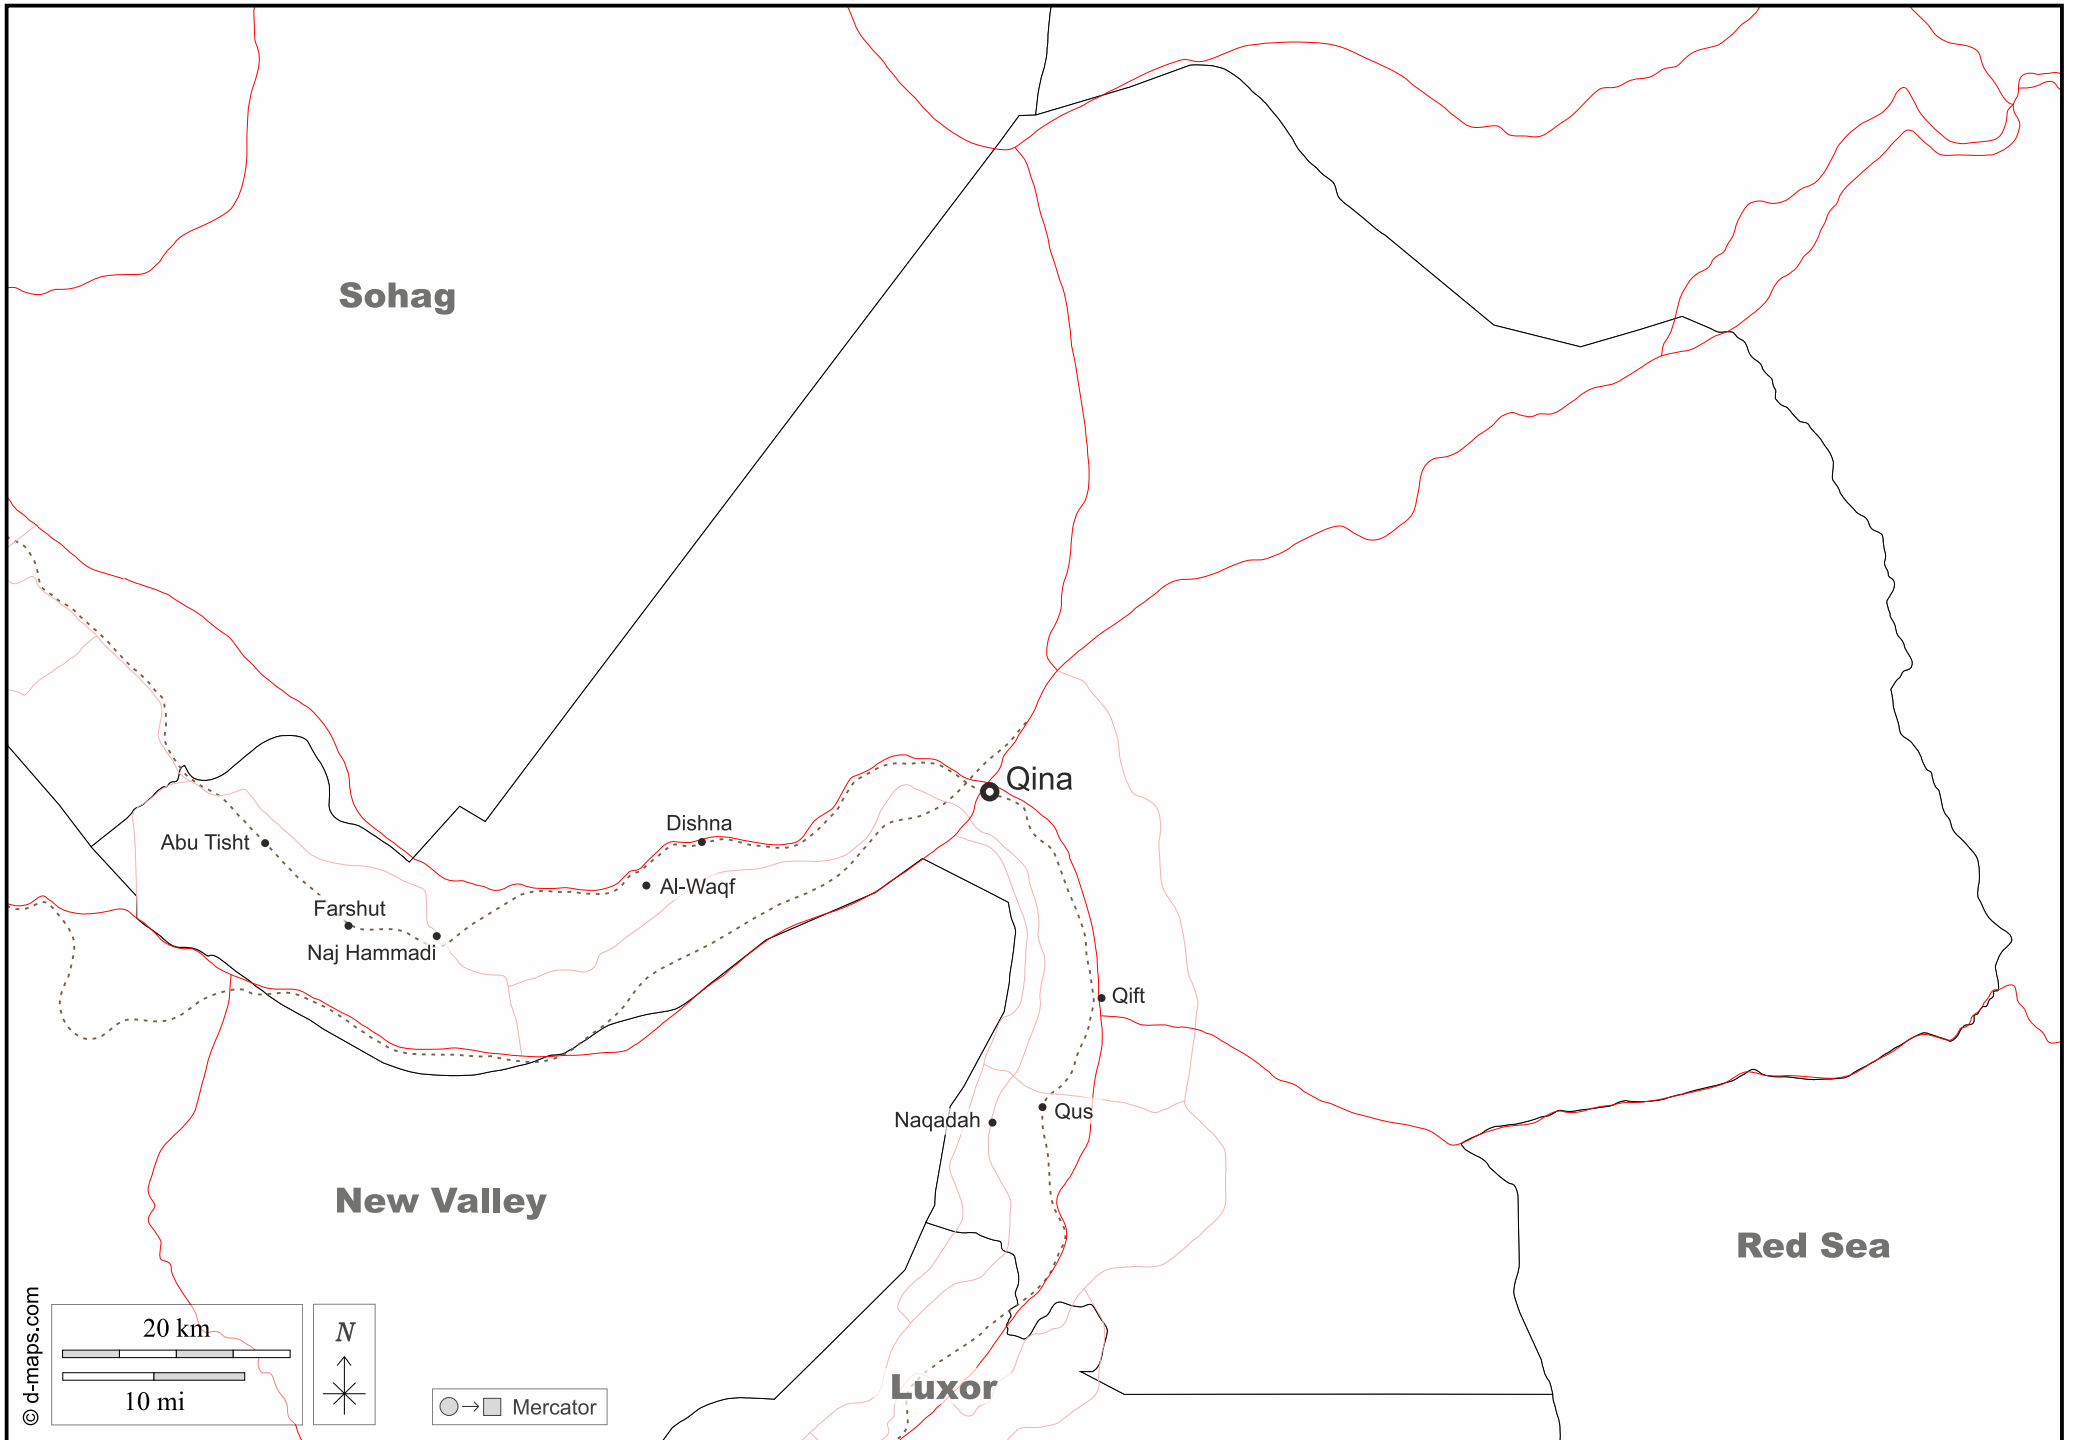 Sohag
Qina
Dishna
Abu Tisht
Al-Waqf
Farshut
Naj Hammadi
Qift
Qus
Naqadah
New Valley
Red Sea
Luxor
© d-maps.com
20 km
10 mi
N
Mercator